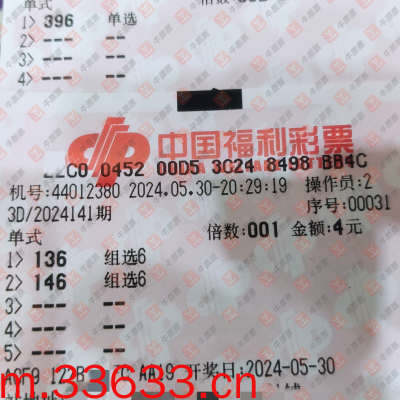 单式
1> 396 单选
2> ---
3> ---
4> ---
中国福利彩票
0452 00D5 3C24 8498 BB4C
机号:44012380 2024.05.30-20:29:19 操作员:2
3D/2024141期 序号:00031
单式 倍数:001 金额:4元
1> 136 组选6
2> 146 组选6
3> ---
4> ---
5> ---
AA19 开奖日:2024-05-30
m.33633.cn